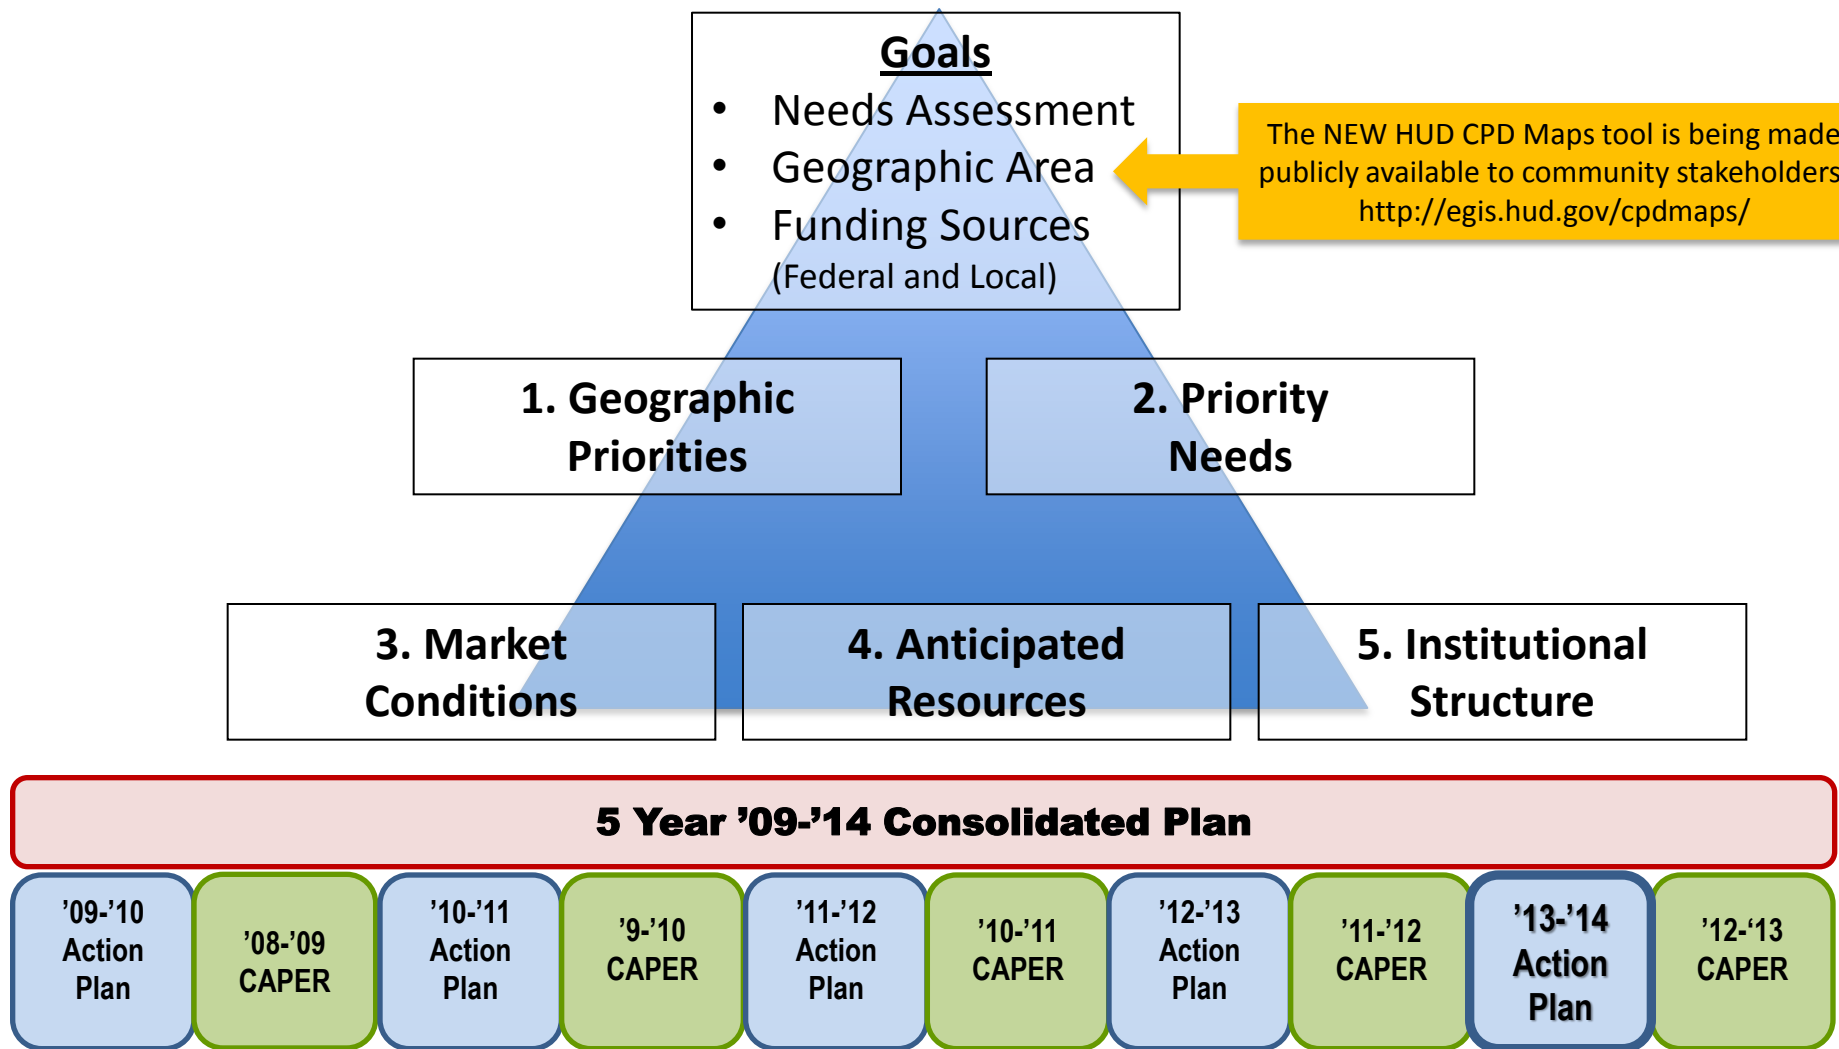 Goals
• Needs Assessment
• Geographic Area
• Funding Sources
(Federal and Local)
The NEW HUD CPD Maps tool is being made
publicly available to community stakeholders
http://egis.hud.gov/cpdmaps/
1. Geographic
Priorities
2. Priority
Needs
3. Market
Conditions
4. Anticipated
Resources
5. Institutional
Structure
5 Year ’09-’14 Consolidated Plan
’09-’10
Action
Plan
’08-’09
CAPER
’10-’11
Action
Plan
’9-’10
CAPER
’11-’12
Action
Plan
’10-’11
CAPER
’12-’13
Action
Plan
’11-’12
CAPER
’13-’14
Action
Plan
’12-‘13
CAPER